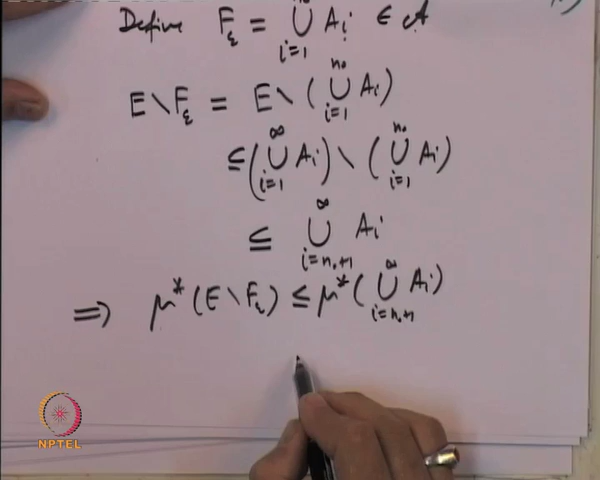 Define F_ε = ⋃_{i=1}^{n₀} A_i ∈ 𝒜
E \ F_ε = E \ (⋃_{i=1}^{n₀} A_i)
⊆ (⋃_{i=1}^{∞} A_i) \ (⋃_{i=1}^{n₀} A_i)
⊆ ⋃_{i=n₀+1}^{∞} A_i
⇒ μ*(E \ F_ε) ≤ μ*(⋃_{i=n₀+1}^{∞} A_i)
NPTEL